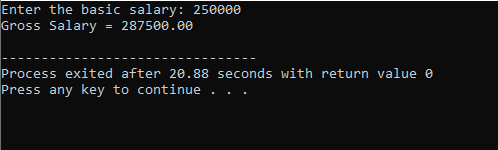 Enter the basic salary: 250000
Gross Salary = 287500.00
--------------------------------
Process exited after 20.88 seconds with return value 0
Press any key to continue . . .